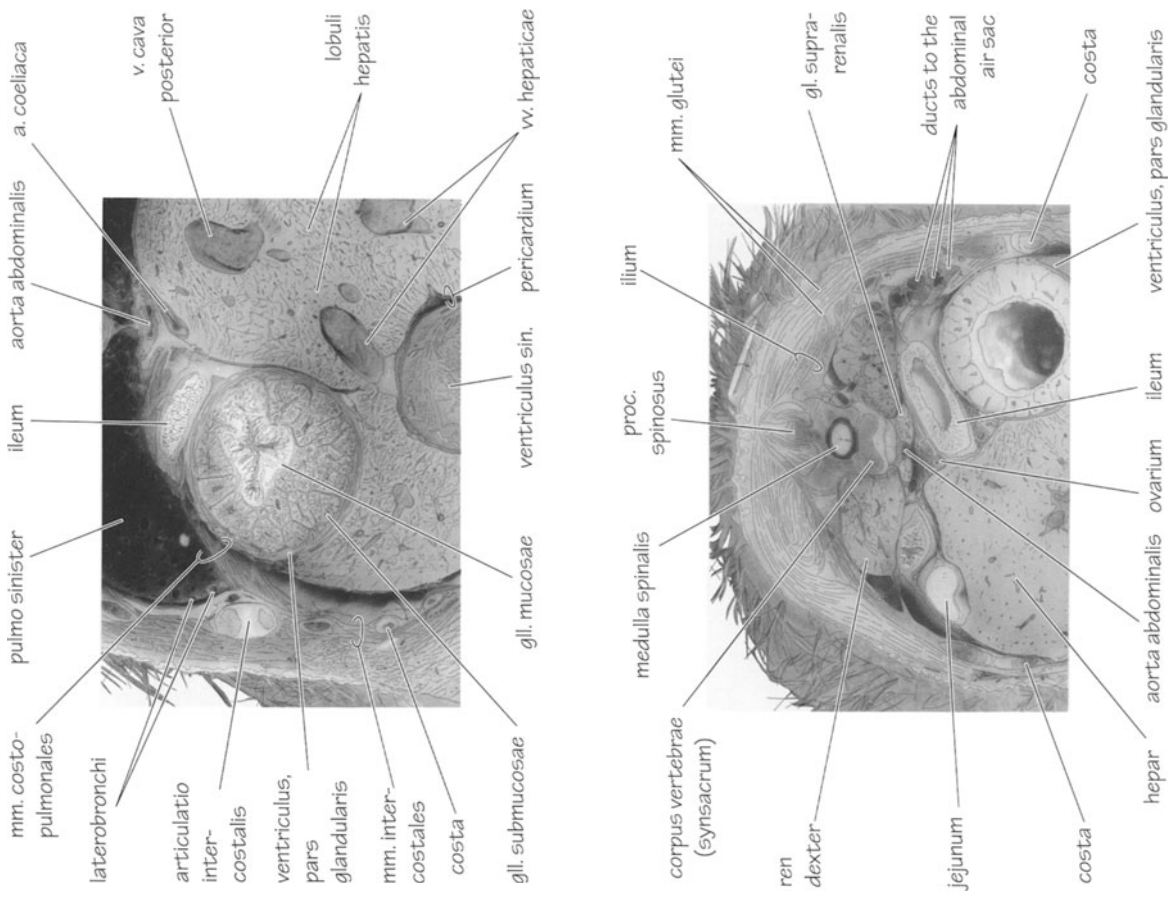 mm. costo-
pulmonales
pulmo sinister
ileum
aorta abdominalis
a. coeliaca
laterobronchi
v. cava
posterior
articulatio
inter-
costalis
ventriculus,
pars
glandularis
lobuli
hepatis
mm. inter-
costales
costa
gll. submucosae
gll. mucosae
ventriculus sin.
pericardium
vv. hepaticae
corpus vertebrae
(synsacrum)
medulla spinalis
proc.
spinosus
ilium
mm. glutei
ren
dexter
gl. supra-
renalis
ducts to the
abdominal
air sac
jejunum
costa
costa
hepar
aorta abdominalis
ovarium
ileum
ventriculus, pars glandularis